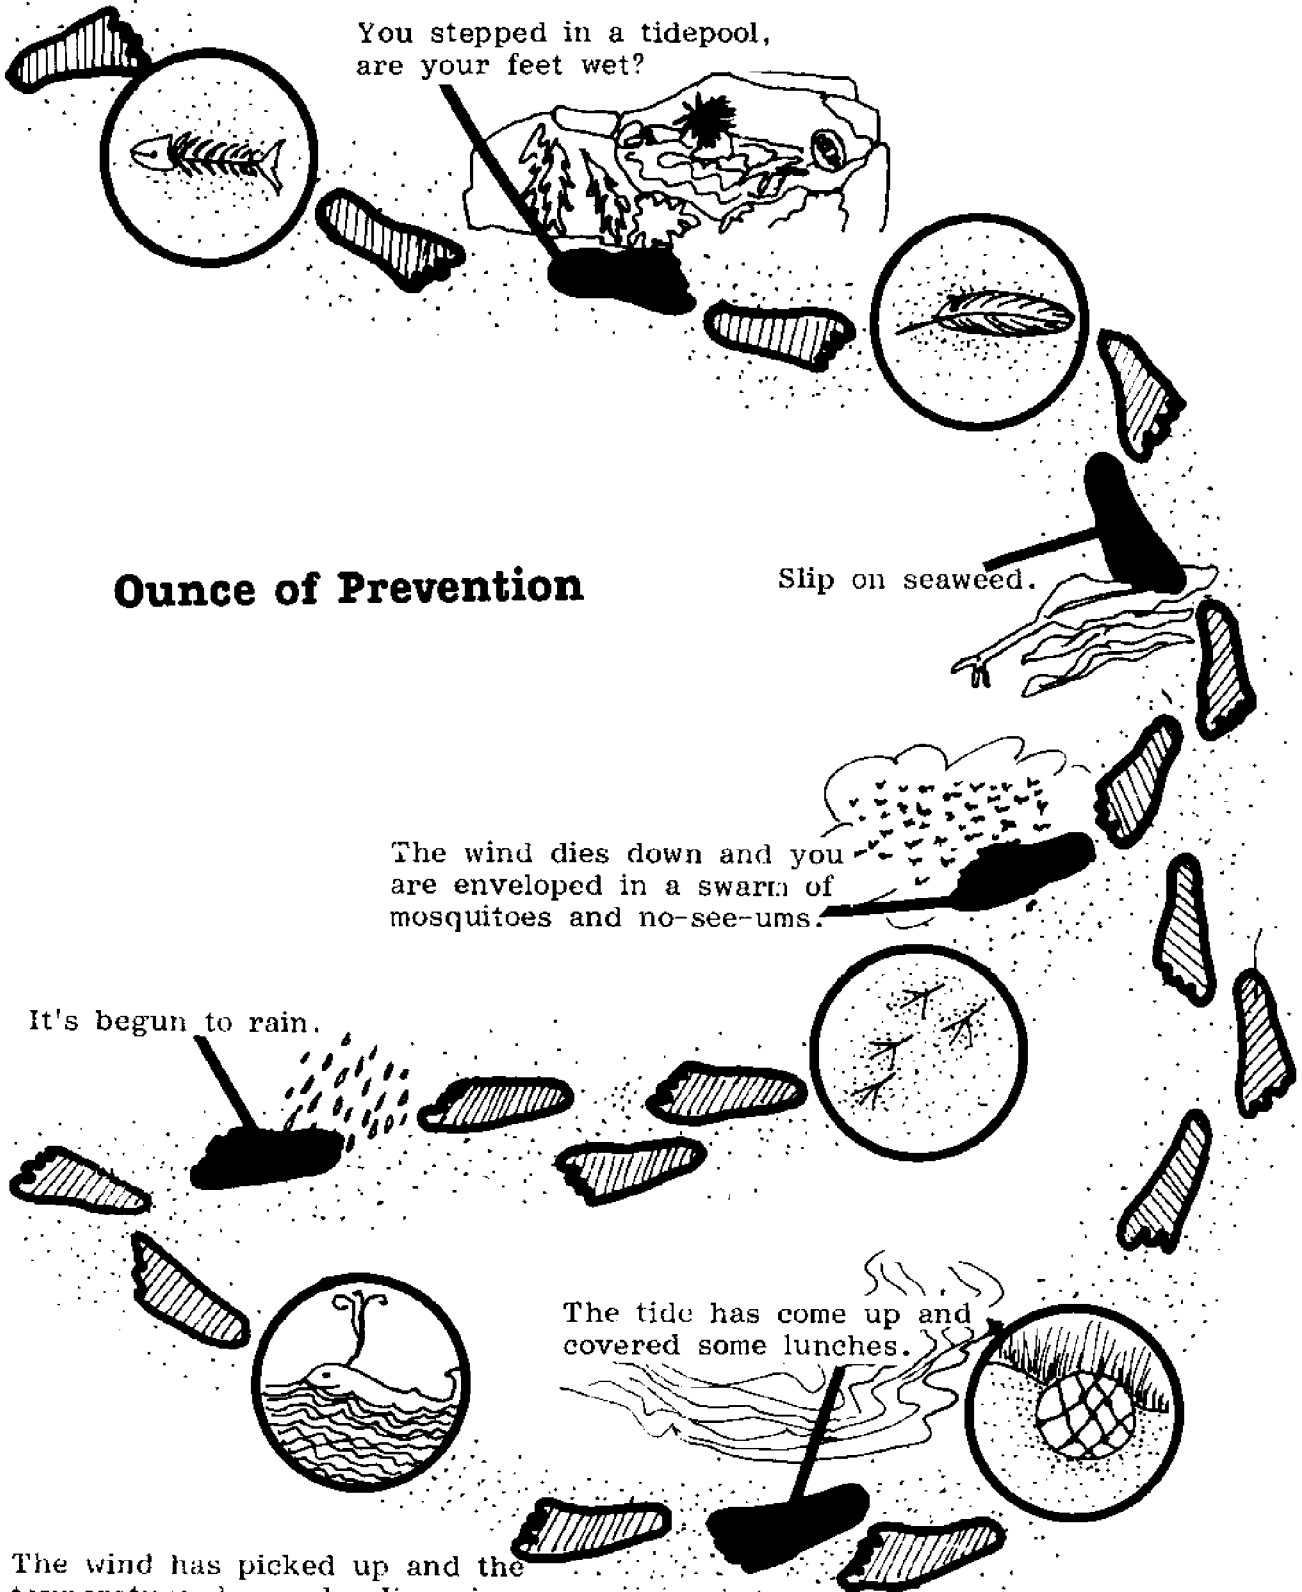 You stepped in a tidepool,
are your feet wet?
Ounce of Prevention
Slip on seaweed.
The wind dies down and you
are enveloped in a swarm of
mosquitoes and no-see-ums.
It's begun to rain.
The tide has come up and
covered some lunches.
The wind has picked up and the